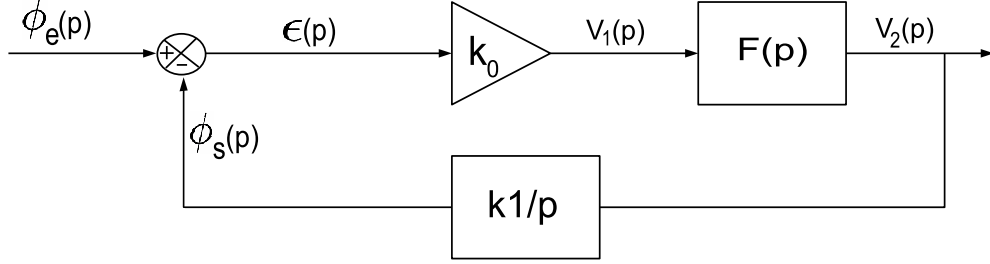 ϕe(p)
ϵ(p)
V1(p)
V2(p)
+
-
k0
F(p)
ϕs(p)
k1/p